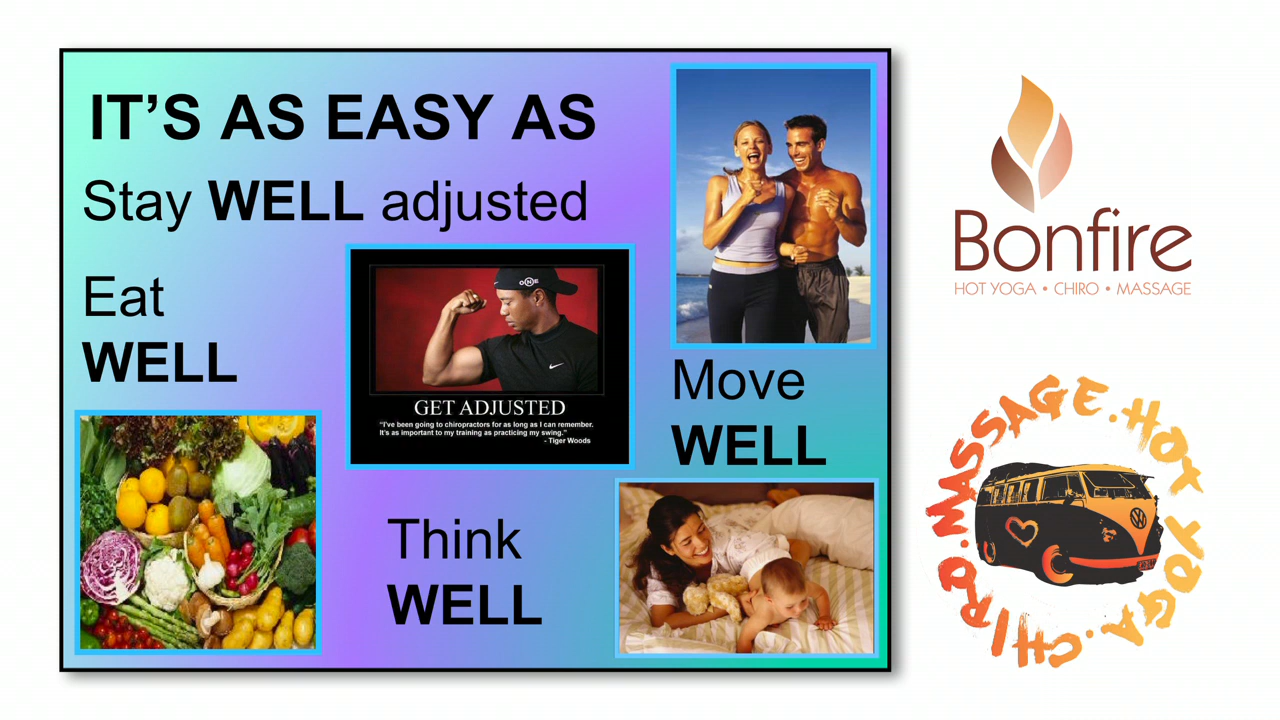 IT'S AS EASY AS
Stay WELL adjusted
Eat
WELL
ONE
GET ADJUSTED
"I've been going to chiropractors for as long as I can remember.
It's as important to my training as practicing my swing."
- Tiger Woods
Move
WELL
Think
WELL
Bonfire
HOT YOGA • CHIRO • MASSAGE
CHIRO.MASSAGE.HOT YOGA.
VW